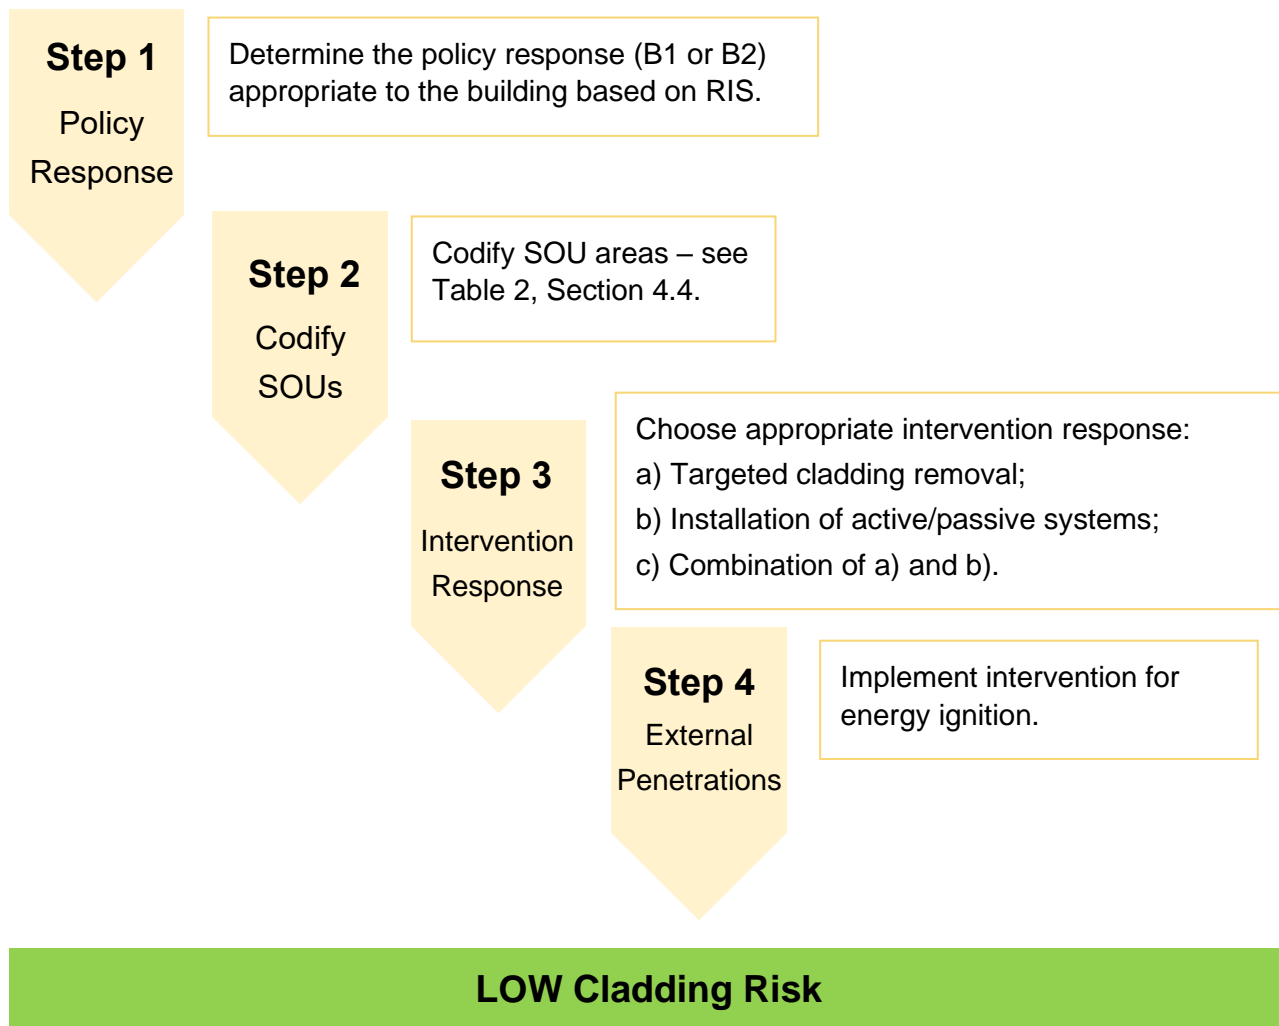 Step 1
Policy
Response
Determine the policy response (B1 or B2)
appropriate to the building based on RIS.
Step 2
Codify
SOUs
Codify SOU areas – see
Table 2, Section 4.4.
Step 3
Intervention
Response
Choose appropriate intervention response:
a) Targeted cladding removal;
b) Installation of active/passive systems;
c) Combination of a) and b).
Step 4
External
Penetrations
Implement intervention for
energy ignition.
LOW Cladding Risk